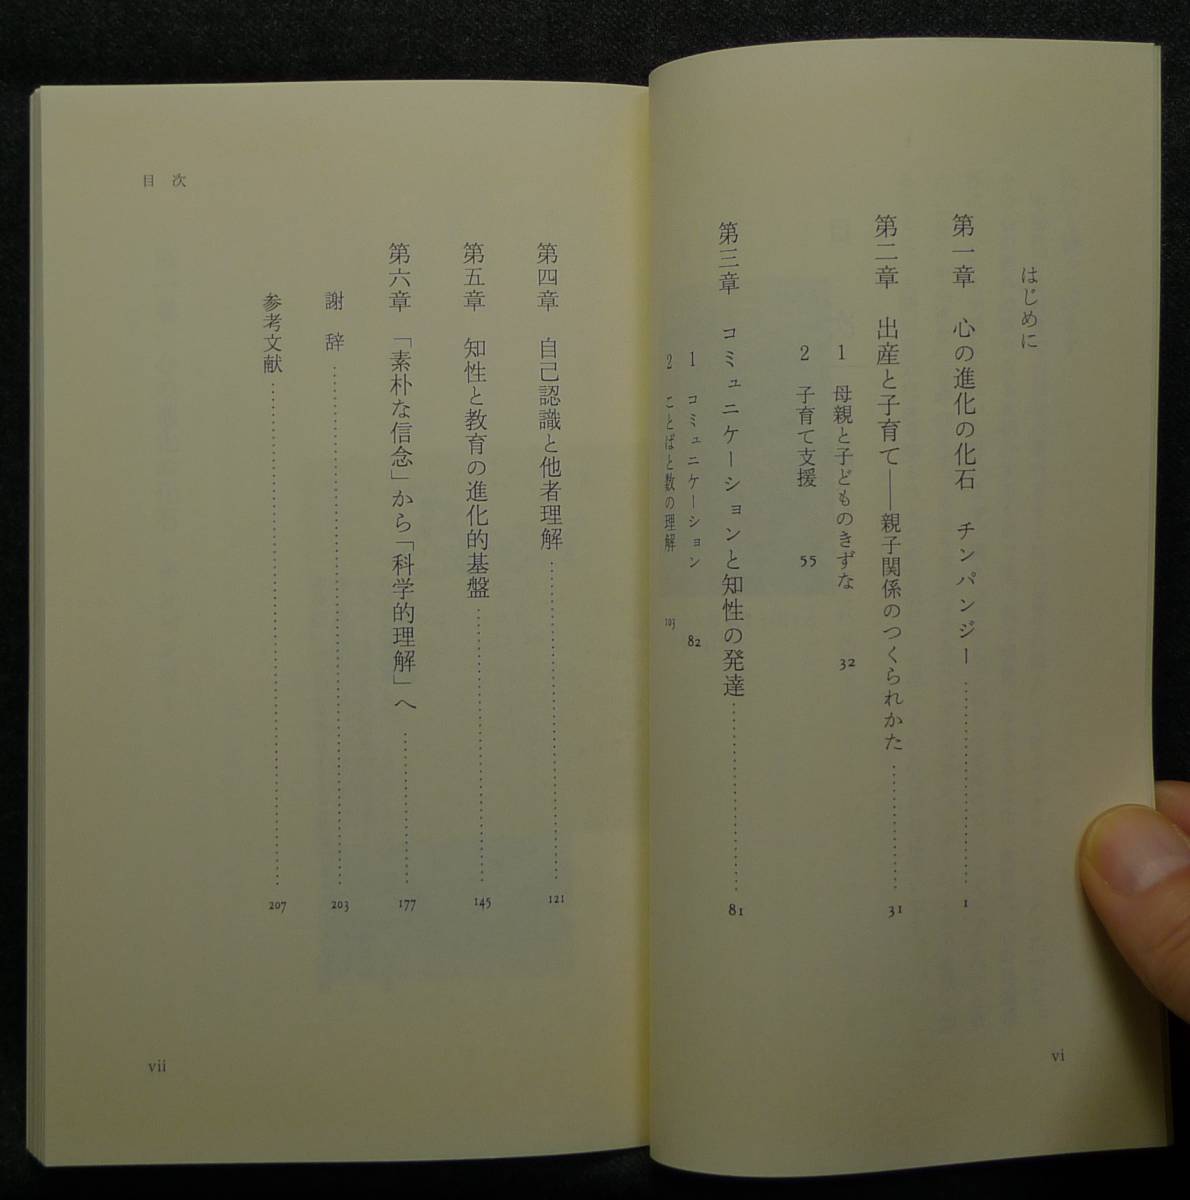 はじめに
第一章 心の進化の化石 チンパンジー 1
第二章 出産と子育て――親子関係のつくられかた 31
1 母親と子どものきずな 32
2 子育て支援 55
第三章 コミュニケーションと知性の発達 81
1 コミュニケーション 82
2 ことばと数の理解 103
vi
目次
第四章 自己認識と他者理解 121
第五章 知性と教育の進化的基盤 145
第六章 「素朴な信念」から「科学的理解」へ 177
謝辞 203
参考文献 207
vii